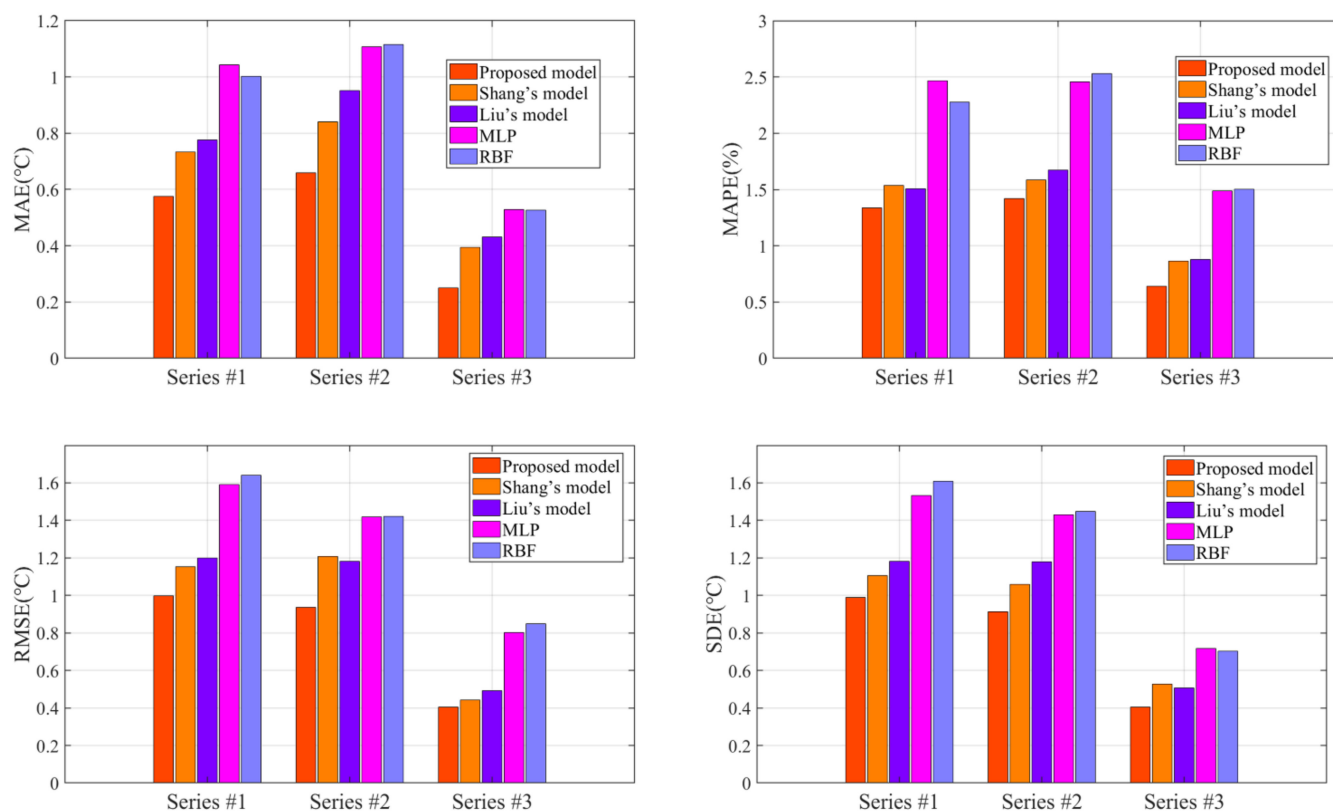 MAE(℃)
1.2
1
0.8
0.6
0.4
0.2
0
Proposed model
Shang's model
Liu's model
MLP
RBF
Series #1 Series #2 Series #3
MAPE(%)
3
2.5
2
1.5
1
0.5
0
Proposed model
Shang's model
Liu's model
MLP
RBF
Series #1 Series #2 Series #3
RMSE(℃)
1.6
1.4
1.2
1
0.8
0.6
0.4
0.2
0
Proposed model
Shang's model
Liu's model
MLP
RBF
Series #1 Series #2 Series #3
SDE(℃)
1.6
1.4
1.2
1
0.8
0.6
0.4
0.2
0
Proposed model
Shang's model
Liu's model
MLP
RBF
Series #1 Series #2 Series #3